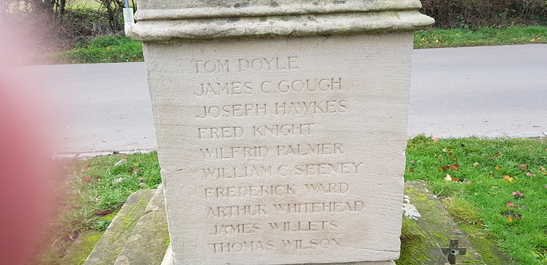 TOM DOYLE
JAMES C. GOUGH
JOSEPH HAWKES
FRED KNIGHT
WILFRID PALMER
WILLIAM C. SEENEY
FREDERICK WARD
ARTHUR WHITEHEAD
JAMES WILLETS
THOMAS WILSON